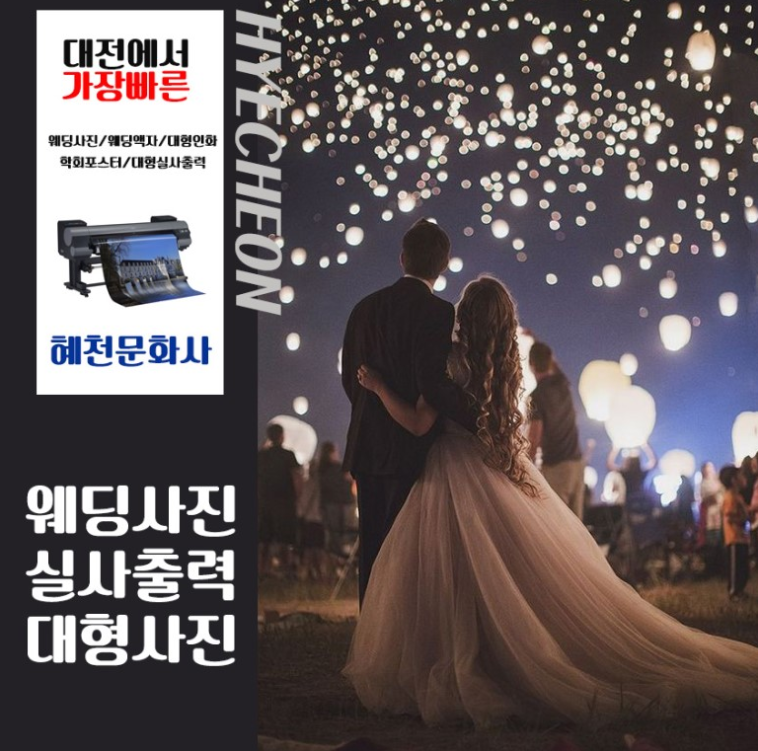 대전에서
가장빠른
웨딩사진/웨딩액자/대형인화
학회포스터/대형실사출력
혜천문화사
HYECHEON
웨딩사진
실사출력
대형사진